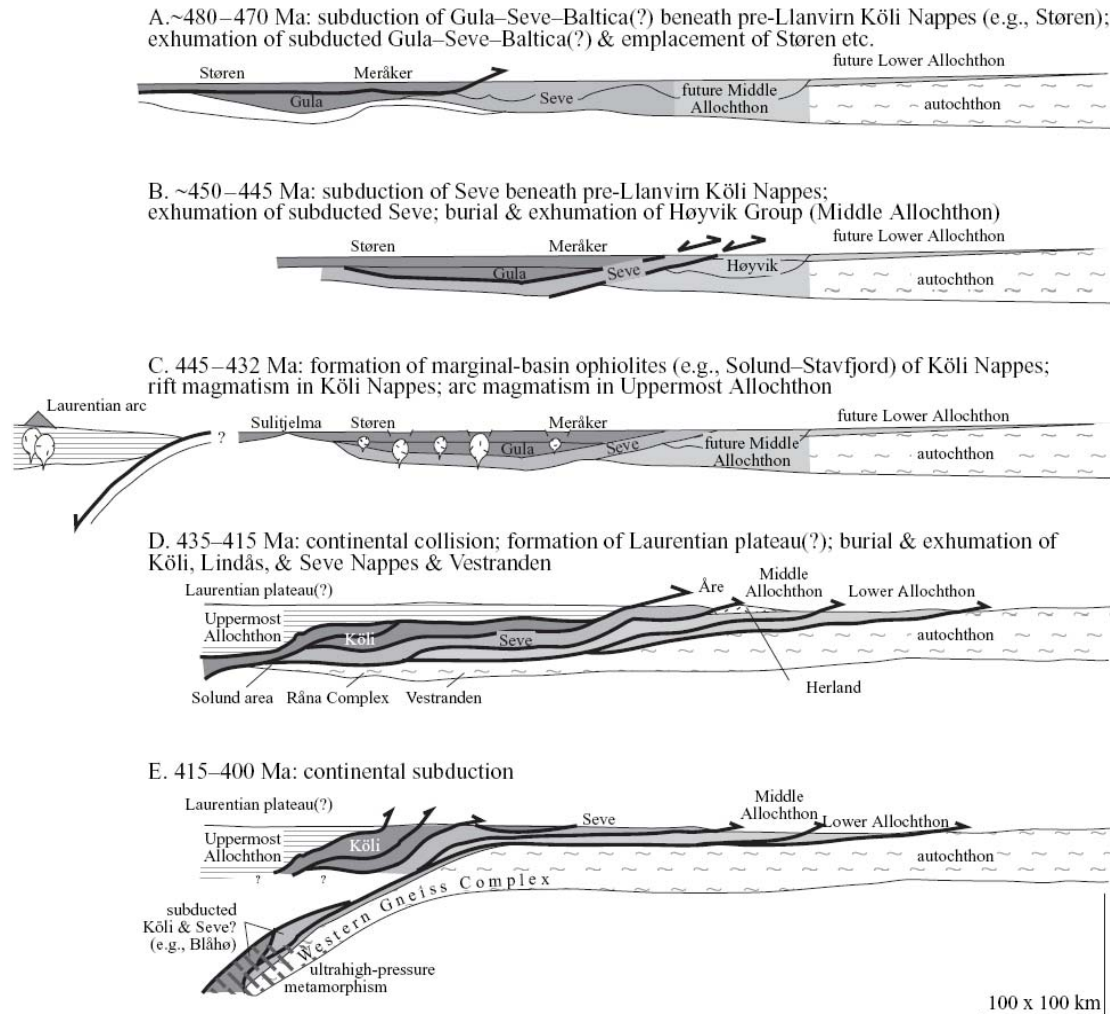 A.~480–470 Ma: subduction of Gula–Seve–Baltica(?) beneath pre-Llanvirn Köli Nappes (e.g., Støren);
exhumation of subducted Gula–Seve–Baltica(?) & emplacement of Støren etc.
future Lower Allochthon
Støren
Meråker
Gula
Seve
future Middle
Allochthon
autochthon
B. ~450–445 Ma: subduction of Seve beneath pre-Llanvirn Köli Nappes;
exhumation of subducted Seve; burial & exhumation of Høyvik Group (Middle Allochthon)
Støren
Meråker
future Lower Allochthon
Gula
Seve
Høyvik
autochthon
C. 445–432 Ma: formation of marginal-basin ophiolites (e.g., Solund–Stavfjord) of Köli Nappes;
rift magmatism in Köli Nappes; arc magmatism in Uppermost Allochthon
Laurentian arc
?
Sulitjelma
Støren
Meråker
future Lower Allochthon
Gula
Seve
future Middle
Allochthon
autochthon
D. 435–415 Ma: continental collision; formation of Laurentian plateau(?); burial & exhumation of
Köli, Lindås, & Seve Nappes & Vestranden
Laurentian plateau(?)
Åre
Middle
Allochthon
Lower Allochthon
Uppermost
Allochthon
Köli
Seve
autochthon
Solund area
Råna Complex
Vestranden
Herland
E. 415–400 Ma: continental subduction
Laurentian plateau(?)
Seve
Middle
Allochthon
Lower Allochthon
Uppermost
Allochthon
Köli
autochthon
?
?
Western Gneiss Complex
subducted
Köli & Seve?
(e.g., Blåhø)
ultrahigh-pressure
metamorphism
100 x 100 km